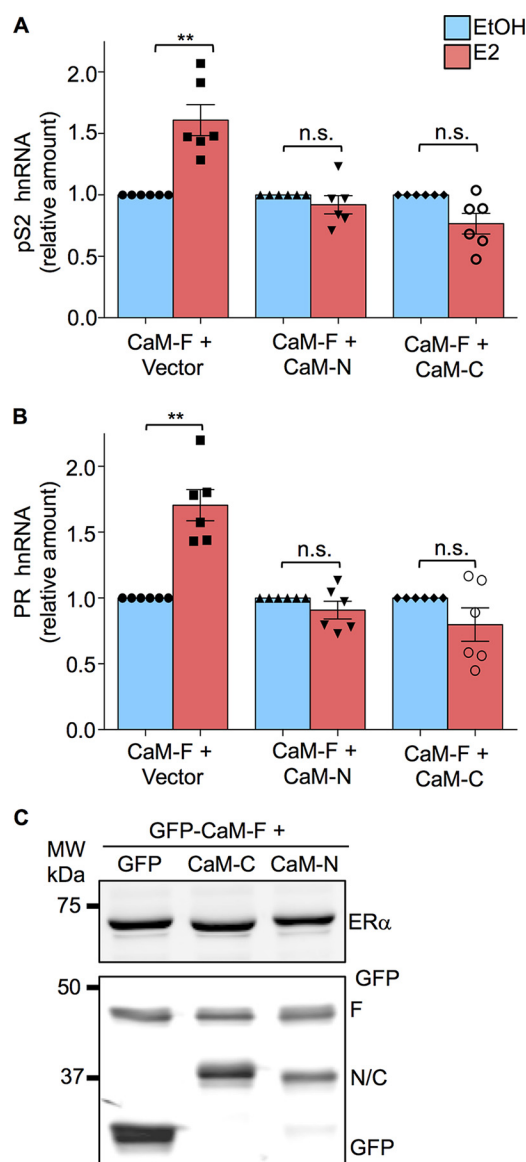 A
EtOH
E2
pS2 hnRNA
(relative amount)
2.0
1.5
1.0
0.5
0.0
**
n.s.
n.s.
CaM-F +
Vector
CaM-F +
CaM-N
CaM-F +
CaM-C
B
PR hnRNA
(relative amount)
2.0
1.5
1.0
0.5
0.0
**
n.s.
n.s.
CaM-F +
Vector
CaM-F +
CaM-N
CaM-F +
CaM-C
C
GFP-CaM-F +
MW
kDa
GFP CaM-C CaM-N
75
ERα
GFP
50
F
37
N/C
GFP